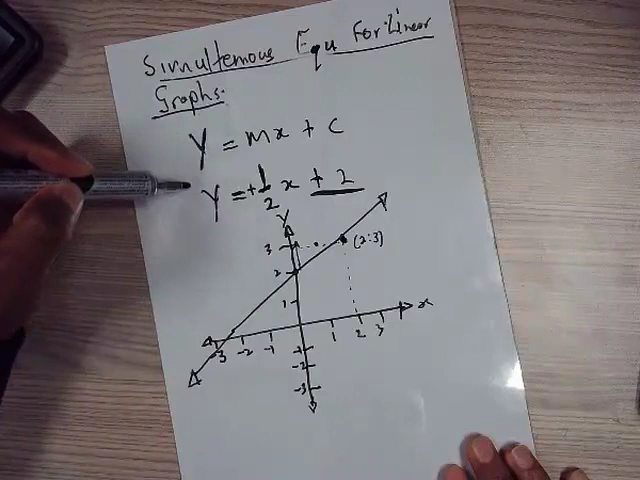 Simultemous Equ For Linear
Graphs.
Y = mx + c
Y = +1/2 x + 2
Y
3
(2:3)
2
1
x
-3 -2 -1 1 2 3
-1
-2
-3